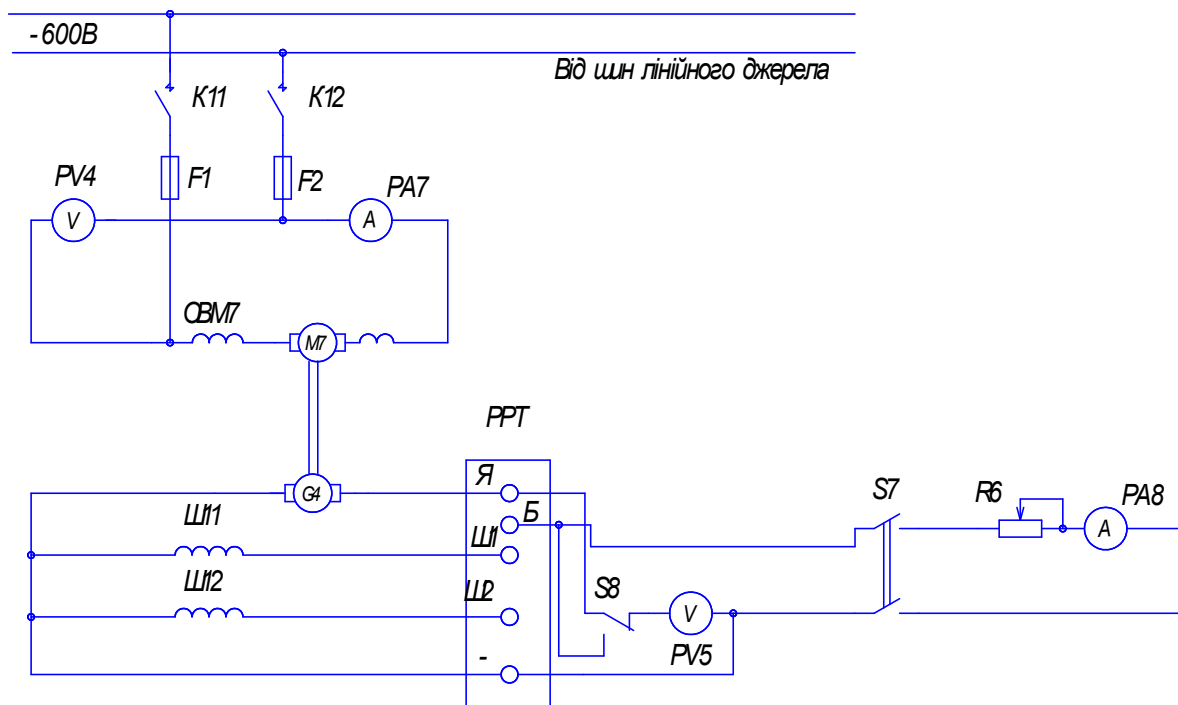 - 600В
Від шин лінійного джерела
К11
К12
F1
F2
PV4
PA7
V
A
ОВМ7
М7
РРТ
G4
Я
Б
Ш11
Ш1
Ш12
Ш2
-
S8
V
PV5
S7
R6
PA8
A